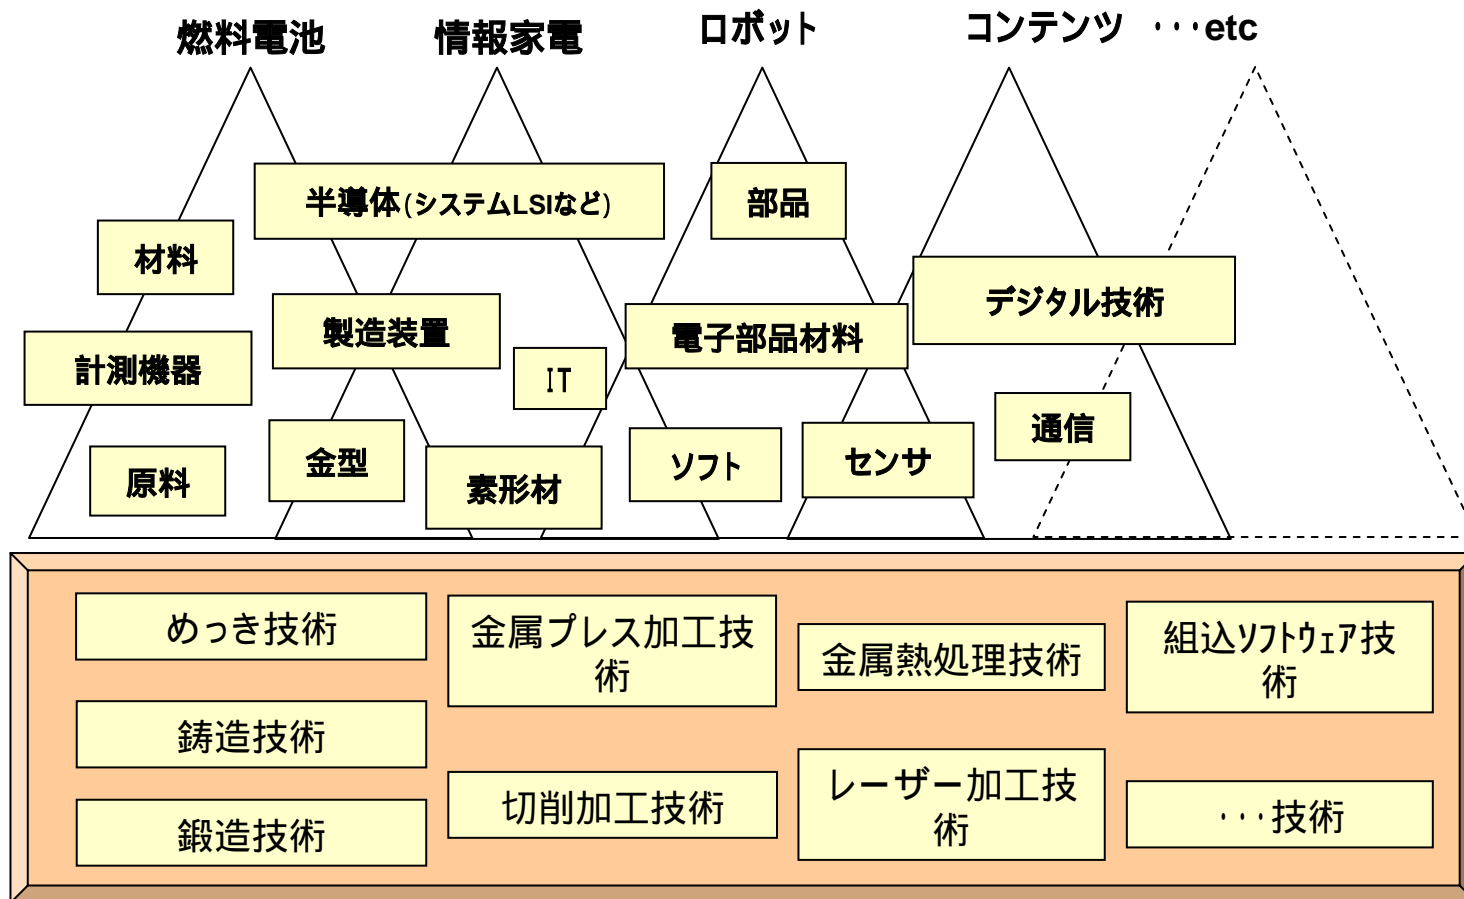 燃料電池
情報家電
ロボット
コンテンツ ・・・etc
半導体(システムLSIなど)
部品
材料
デジタル技術
製造装置
電子部品材料
計測機器
IT
通信
金型
素形材
ソフト
センサ
原料
めっき技術
金属プレス加工技
術
金属熱処理技術
組込ソフトウェア技
術
鋳造技術
切削加工技術
レーザー加工技
術
・・・技術
鍛造技術